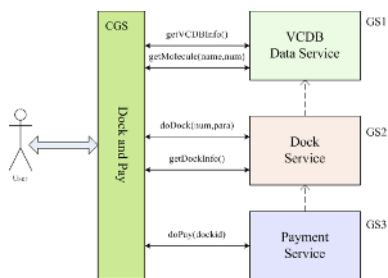 CGS
GS1
getVCDBInfo()
VCDB
Data Service
getMolecule(name,num)
Dock and Pay
GS2
doDock(num,para)
Dock
Service
getDockInfo()
User
GS3
doPay(dockid)
Payment
Service